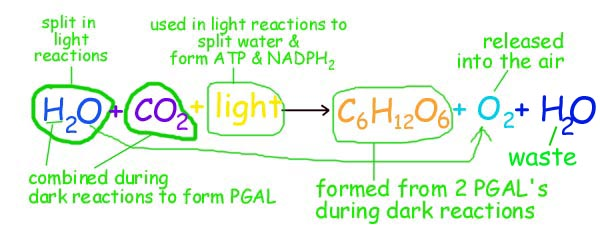 split in
light
reactions
used in light reactions to
split water &
form ATP & NADPH₂
released
into the air
H₂O + CO₂ + light → C₆H₁₂O₆ + O₂ + H₂O
waste
combined during
dark reactions to form PGAL
formed from 2 PGAL's
during dark reactions